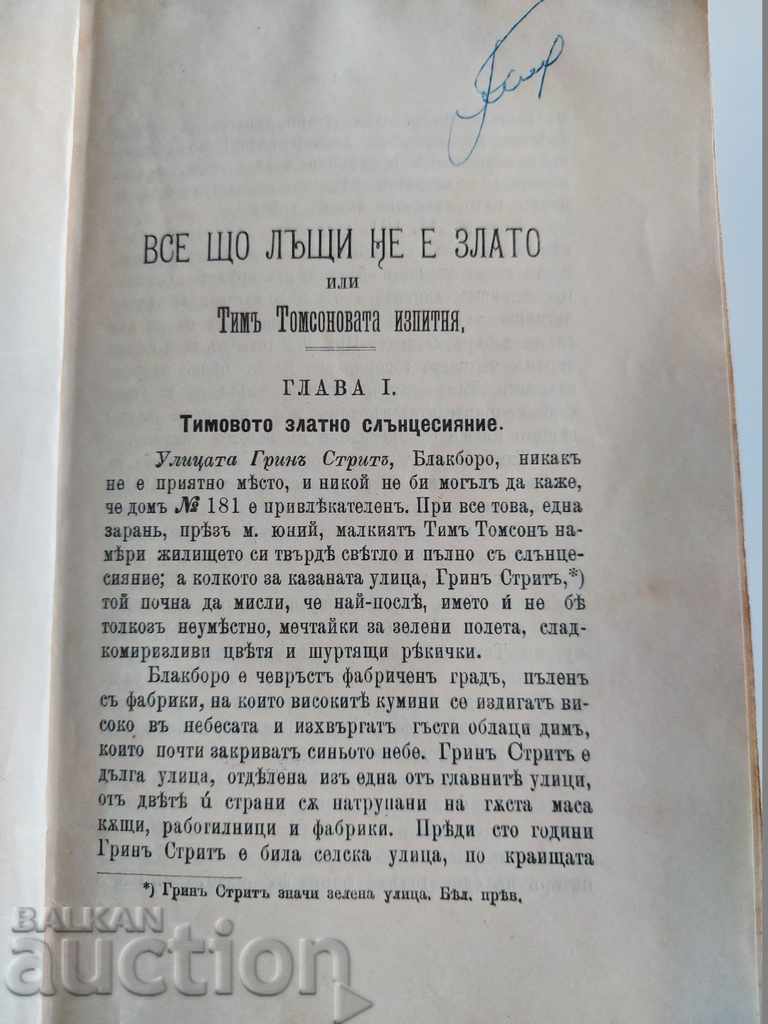 ВСЕ ЩО ЛЪЩИ НЕ Е ЗЛАТО
ИЛИ
Тимъ Томсоновата изпитня.
ГЛАВА I.
Тимовото златно слънцесияние.
Улицата Гринъ Стритъ, Блакборо, никакъ
не е приятно мѣсто, и никой не би могълъ да каже,
че домъ № 181 е привлѣкателенъ. При все това, една
зарань, прѣзъ м. юний, малкиятъ Тимъ Томсонъ на-
мѣри жилището си твърдѣ свѣтло и пълно съ слънце-
сияние; а колкото за казаната улица, Гринъ Стритъ,*)
той почна да мисли, че най-послѣ, името ѝ не бѣ
толкозъ неумѣстно, мечтайки за зелени полета, слад-
комиризливи цвѣтя и шуртящи рѣкички.
Блакборо е чевръстъ фабриченъ градъ, пъленъ
съ фабрики, на които високитѣ кумини се издигатъ ви-
соко въ небесата и изхвъргатъ гъсти облаци димъ,
които почти закриватъ синьото небе. Гринъ Стритъ е
дълга улица, отдѣлена изъ една отъ главнитѣ улици,
отъ двѣтѣ ѝ страни сѫ натрупани на гѫста маса
кѫщи, работилници и фабрики. Прѣди сто години
Гринъ Стритъ е била селска улица, по краищата
*) Гринъ Стритъ значи зелена улица. Бѣл. прѣв.
BALKAN
auction